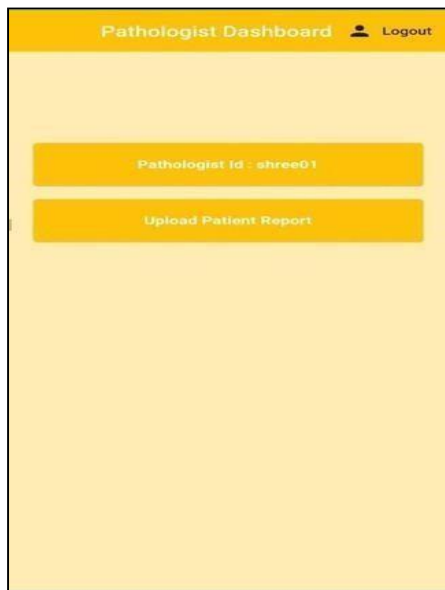 Pathologist Dashboard Logout
Pathologist Id : shree01
Upload Patient Report